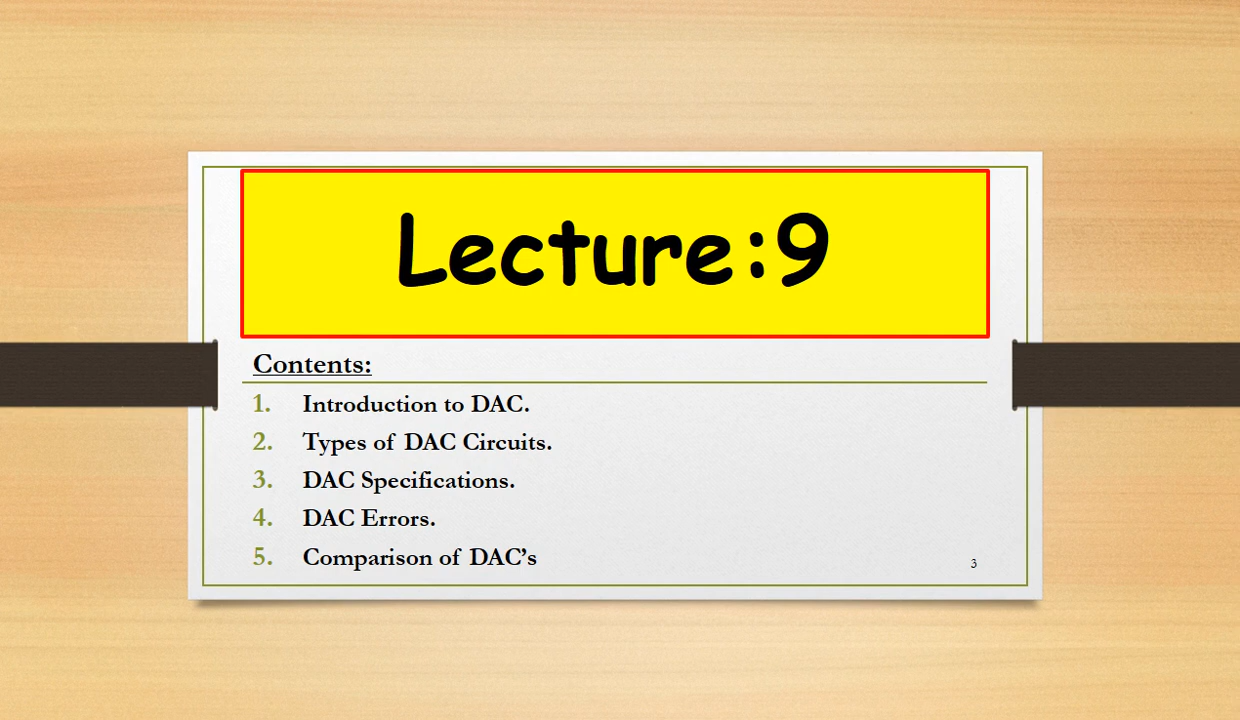 Lecture:9
Contents:
1. Introduction to DAC.
2. Types of DAC Circuits.
3. DAC Specifications.
4. DAC Errors.
5. Comparison of DAC’s
3